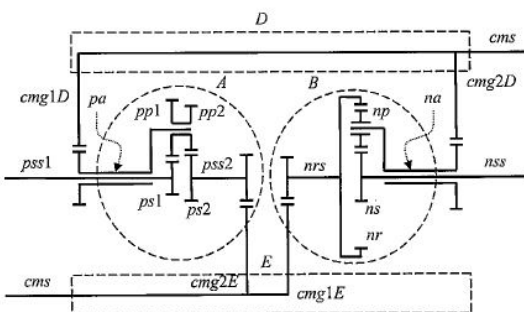 D
cms
cmg1D
pa
A
B
na
cmg2D
pp1
pp2
np
pss1
pss2
nrs
nss
ps1
ps2
ns
nr
E
cms
cmg2E
cmg1E